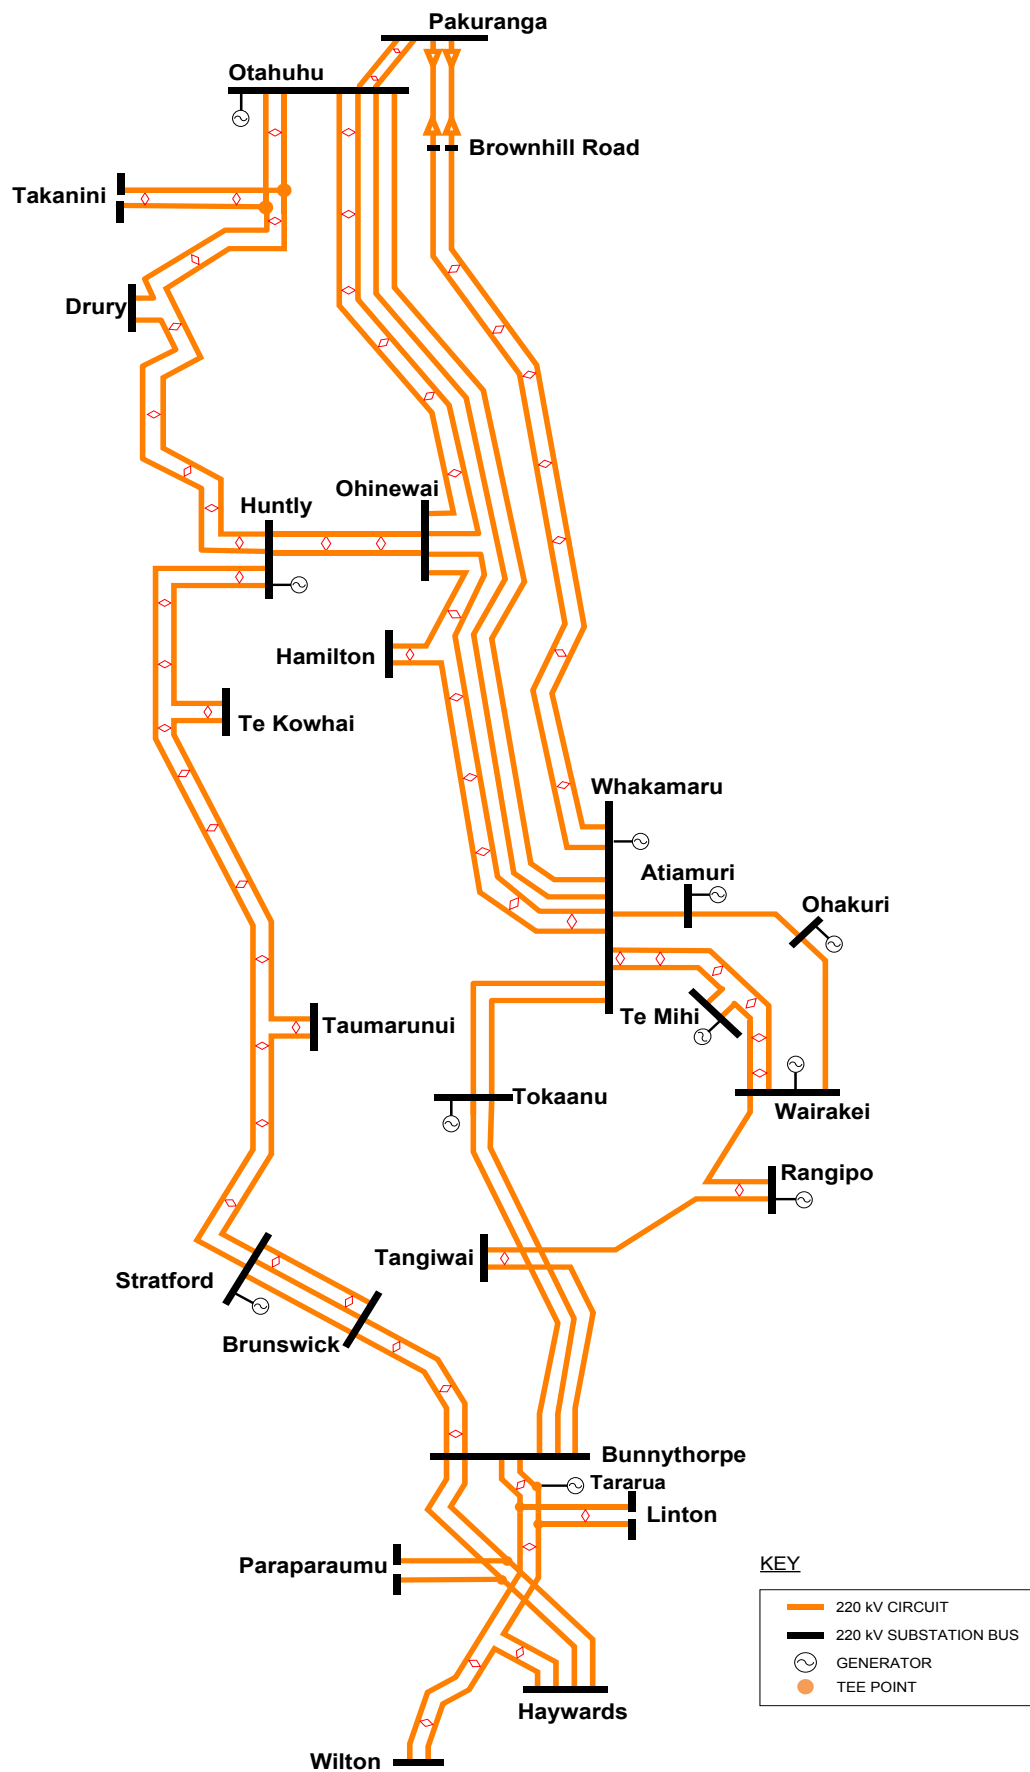 Pakuranga
Otahuhu
Brownhill Road
Takanini
Drury
Ohinewai
Huntly
Hamilton
Te Kowhai
Whakamaru
Atiamuri
Ohakuri
Te Mihi
Taumarunui
Tokaanu
Wairakei
Rangipo
Tangiwai
Stratford
Brunswick
Bunnythorpe
Tararua
Linton
Paraparaumu
Haywards
Wilton
KEY
220 kV CIRCUIT
220 kV SUBSTATION BUS
GENERATOR
TEE POINT